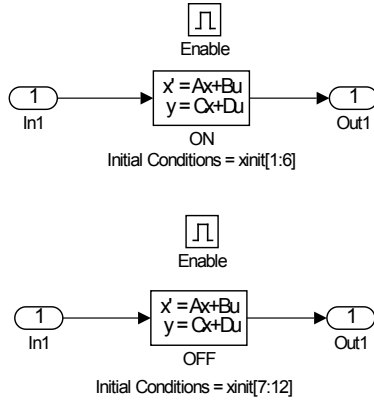 Enable
1
x' = Ax+Bu
y = Cx+Du
1
In1
ON
Out1
Initial Conditions = xinit[1:6]
Enable
1
x' = Ax+Bu
y = Cx+Du
1
In1
OFF
Out1
Initial Conditions = xinit[7:12]